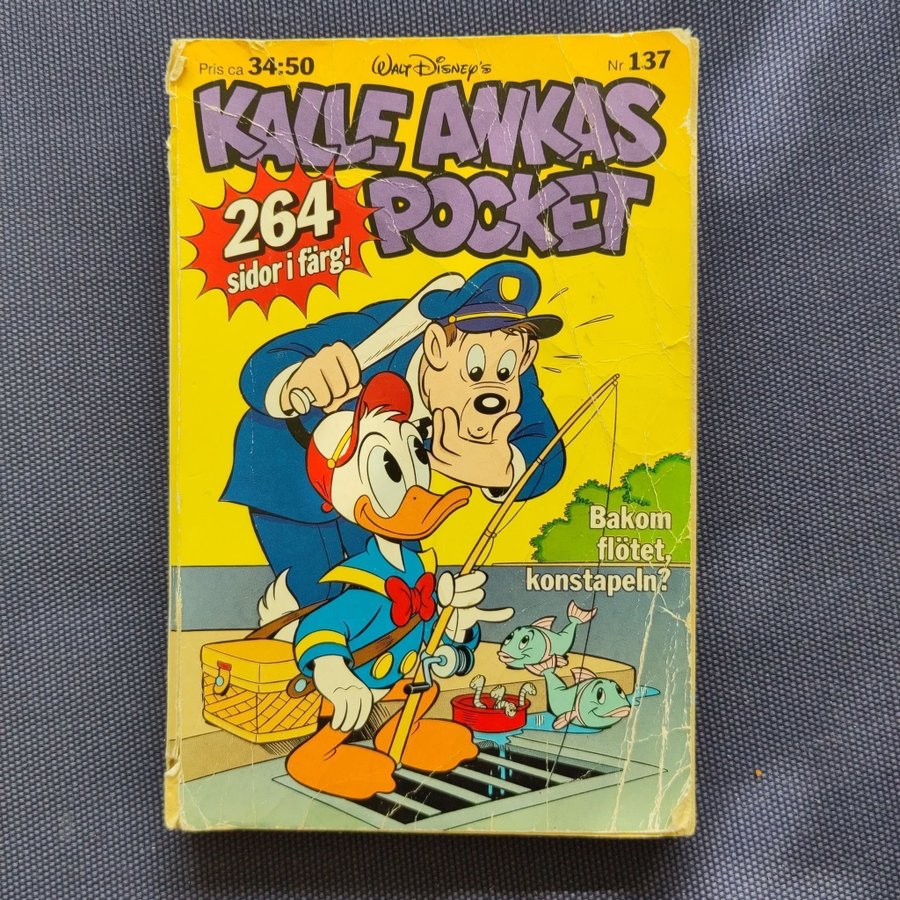 Pris ca 34:50
Walt Disney's
Nr 137
KALLE ANKAS
POCKET
264
sidor i färg!
Bakom
flötet,
konstapeln?